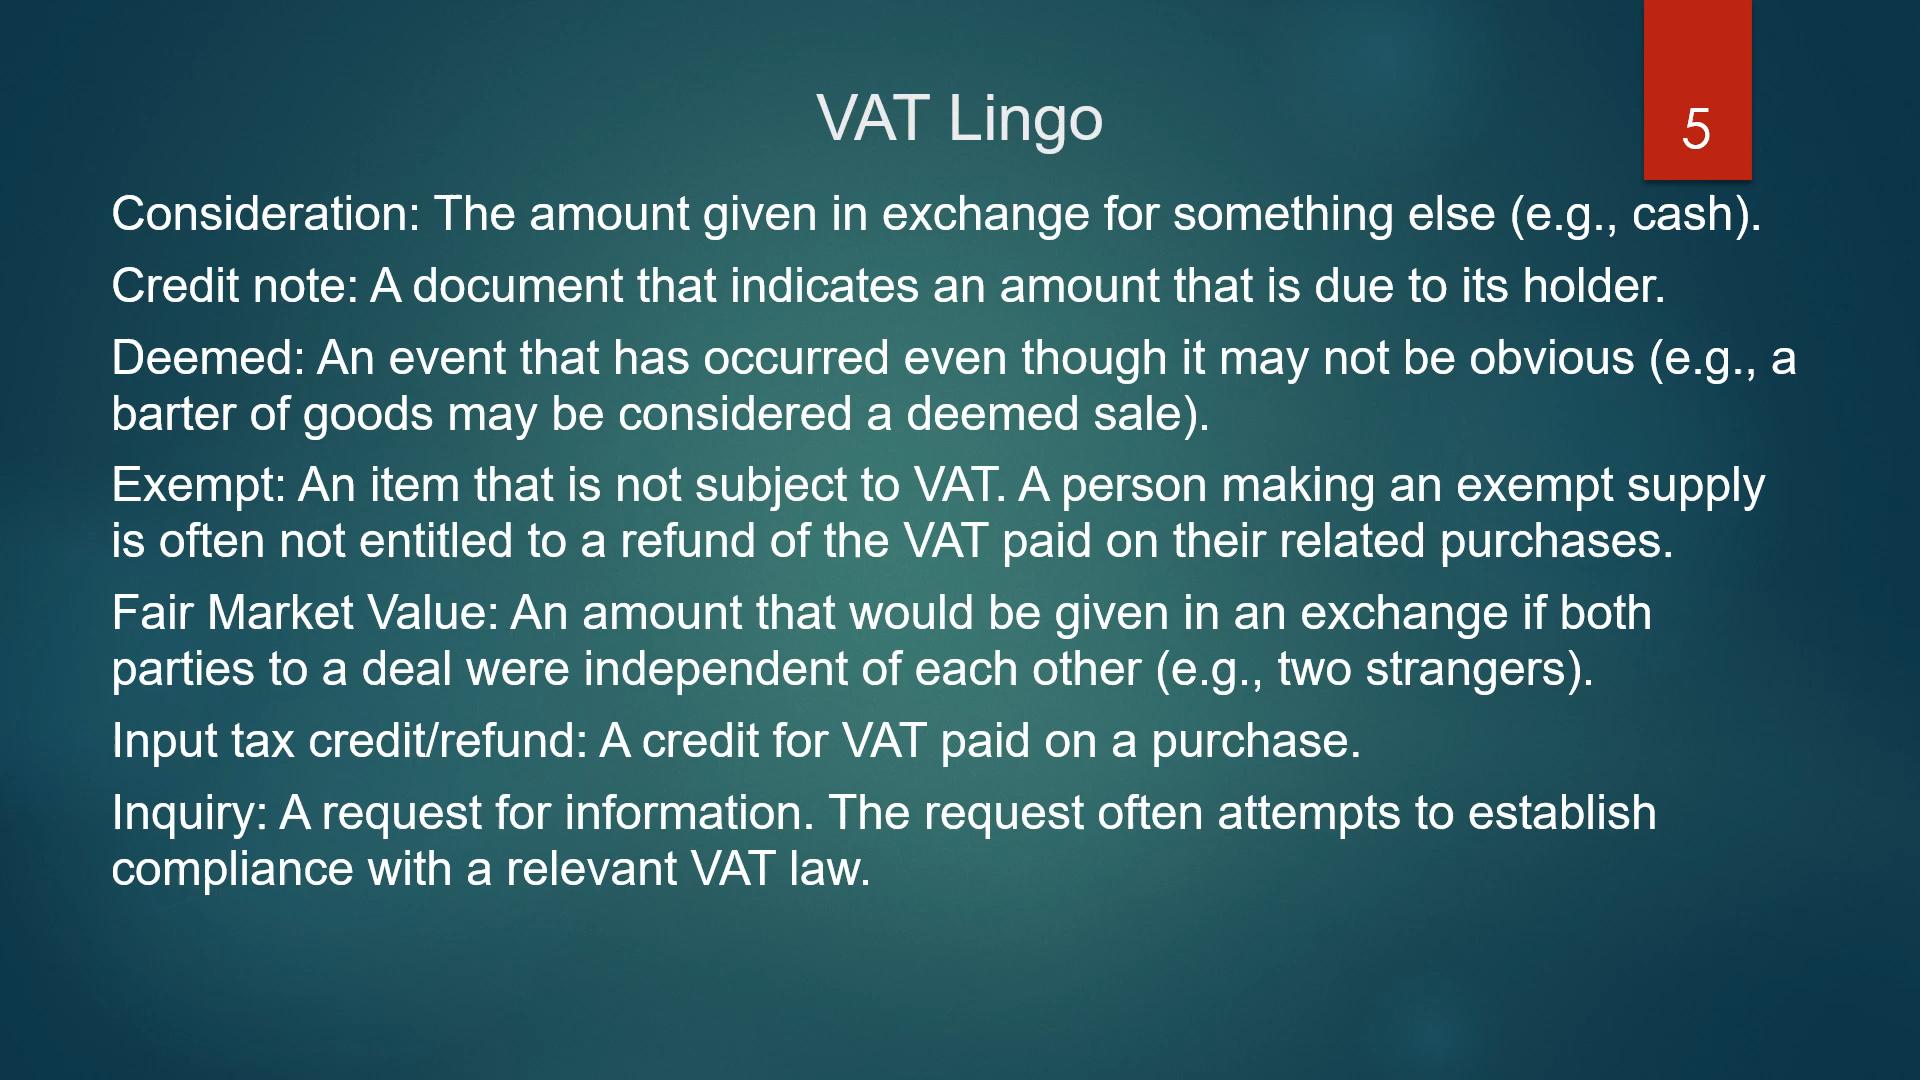 VAT Lingo
5
Consideration: The amount given in exchange for something else (e.g., cash).
Credit note: A document that indicates an amount that is due to its holder.
Deemed: An event that has occurred even though it may not be obvious (e.g., a
barter of goods may be considered a deemed sale).
Exempt: An item that is not subject to VAT. A person making an exempt supply
is often not entitled to a refund of the VAT paid on their related purchases.
Fair Market Value: An amount that would be given in an exchange if both
parties to a deal were independent of each other (e.g., two strangers).
Input tax credit/refund: A credit for VAT paid on a purchase.
Inquiry: A request for information. The request often attempts to establish
compliance with a relevant VAT law.